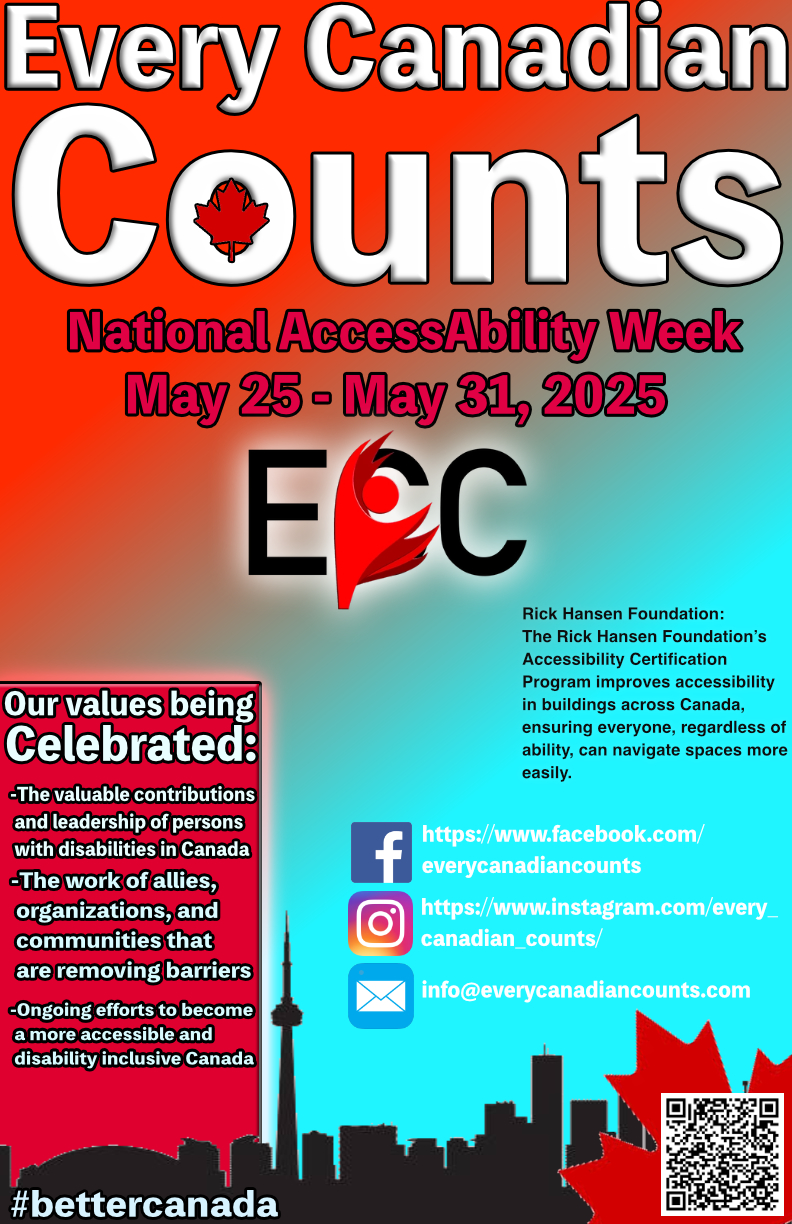 Every Canadian
Counts
National AccessAbility Week
May 25 - May 31, 2025
ECC
Rick Hansen Foundation:
The Rick Hansen Foundation's
Accessibility Certification
Program improves accessibility
in buildings across Canada,
ensuring everyone, regardless of
ability, can navigate spaces more
easily.
Our values being
Celebrated:
-The valuable contributions
and leadership of persons
with disabilities in Canada
-The work of allies,
organizations, and
communities that
are removing barriers
-Ongoing efforts to become
a more accessible and
disability inclusive Canada
https://www.facebook.com/
everycanadiancounts
https://www.instagram.com/every_
canadian_counts/
info@everycanadiancounts.com
#bettercanada